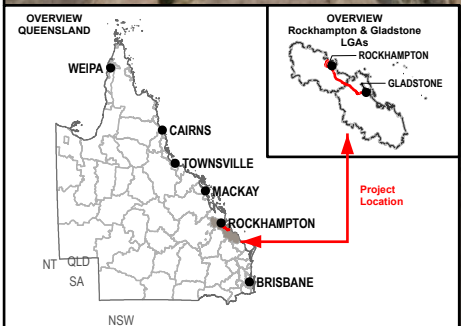 OVERVIEW
QUEENSLAND
WEIPA
CAIRNS
TOWNSVILLE
MACKAY
ROCKHAMPTON
BRISBANE
NT
QLD
SA
NSW
OVERVIEW
Rockhampton & Gladstone
LGAs
ROCKHAMPTON
GLADSTONE
Project
Location